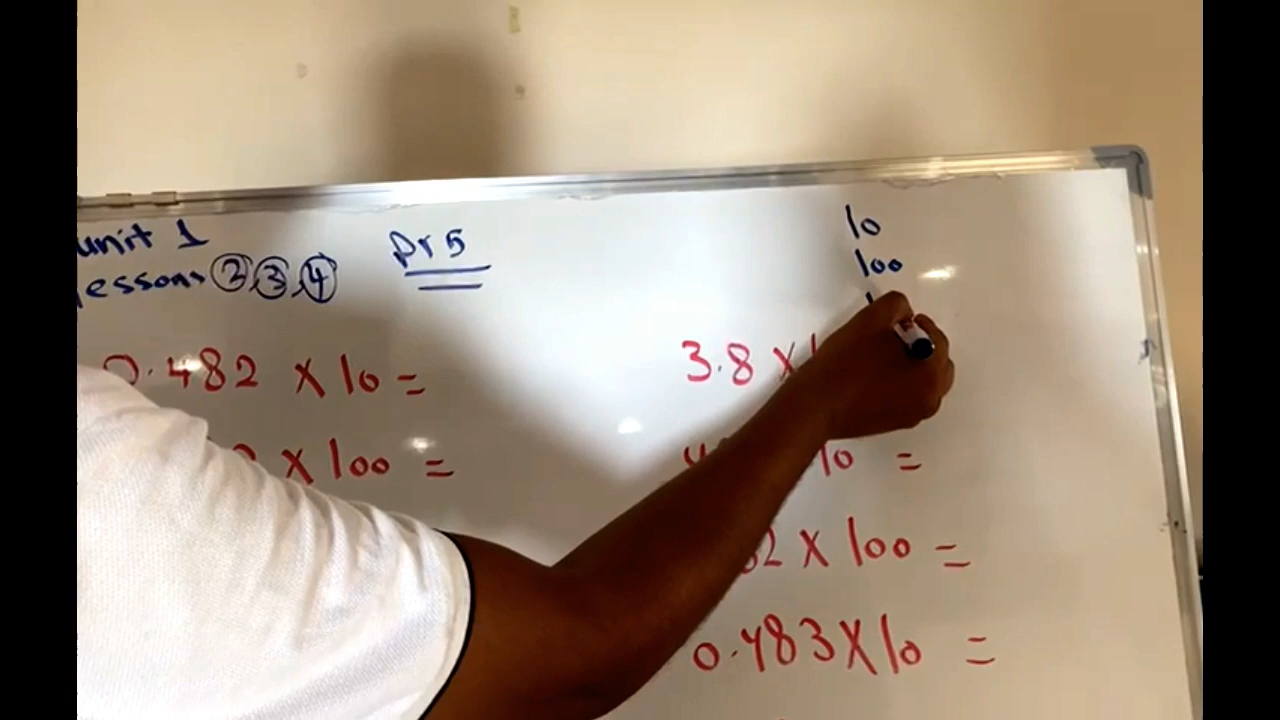 unit 1
lessons 2, 3, 4
Pr 5
10
100
0.482 X 10 =
X 100 =
3.8 X
10 =
2 X 100 =
0.483 X 10 =